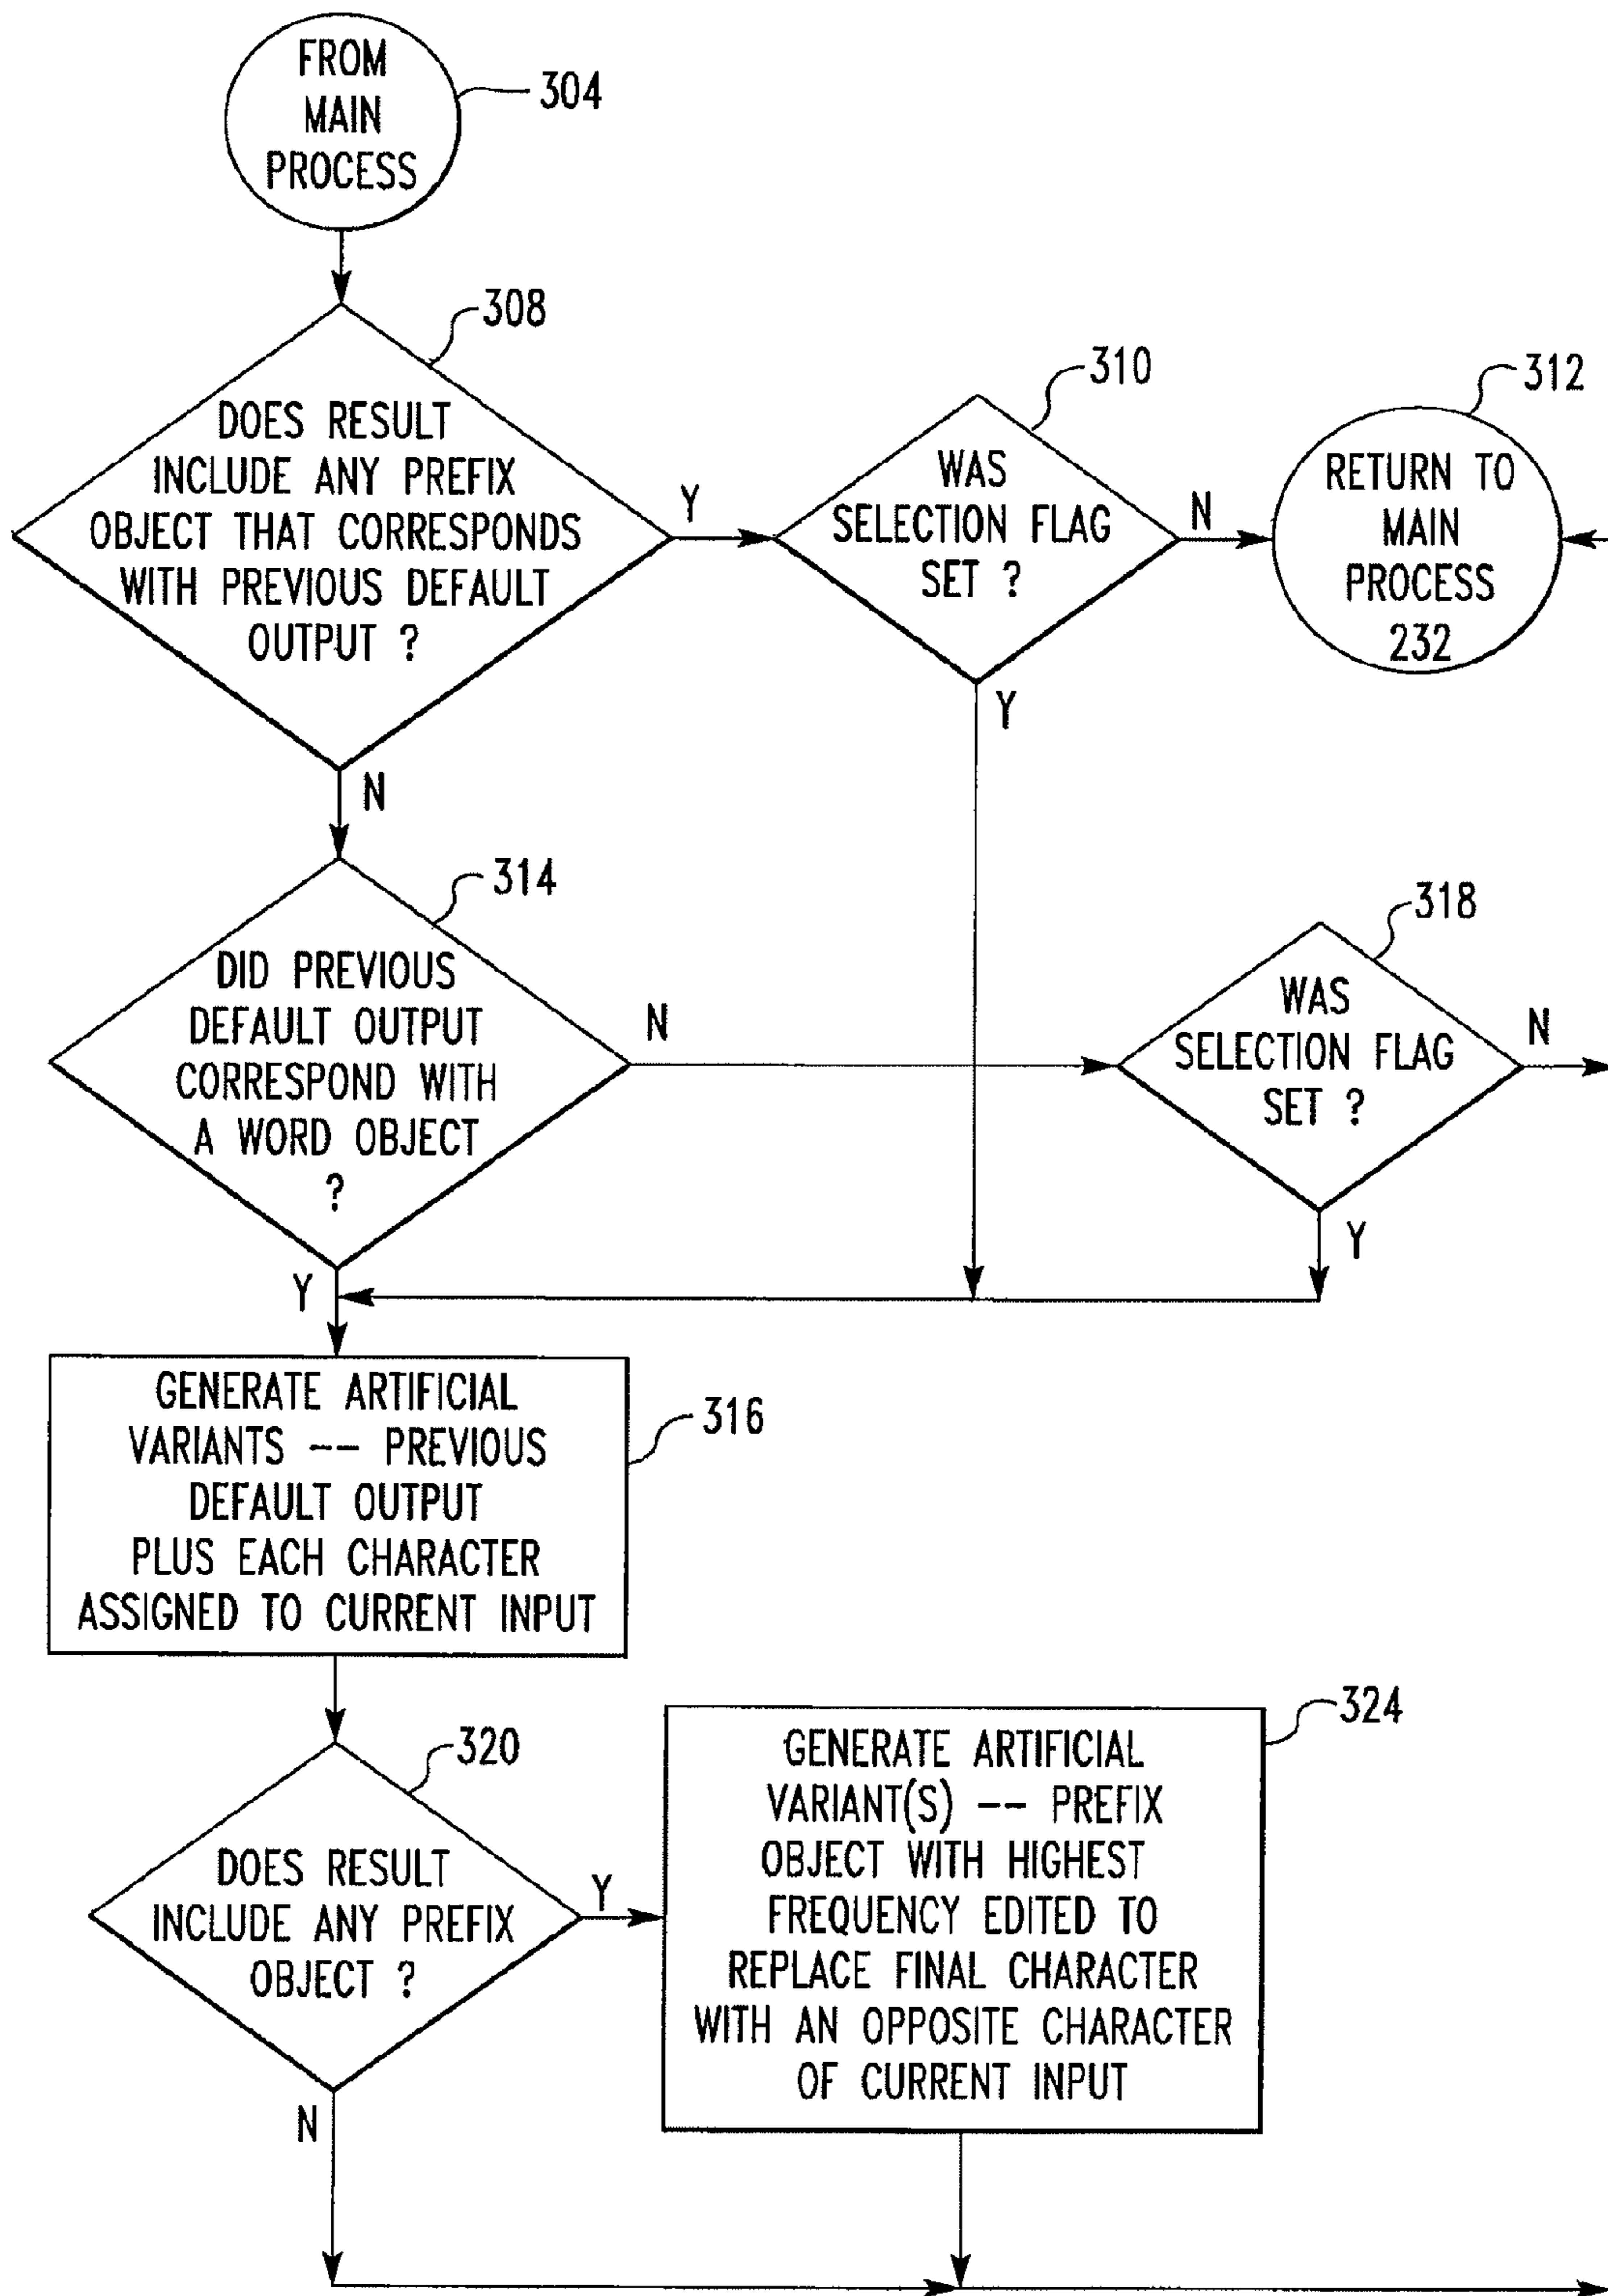 FROM
MAIN
PROCESS
304
308
DOES RESULT
INCLUDE ANY PREFIX
OBJECT THAT CORRESPONDS
WITH PREVIOUS DEFAULT
OUTPUT ?
Y
N
310
WAS
SELECTION FLAG
SET ?
N
Y
312
RETURN TO
MAIN
PROCESS
232
314
DID PREVIOUS
DEFAULT OUTPUT
CORRESPOND WITH
A WORD OBJECT
?
N
Y
318
WAS
SELECTION FLAG
SET ?
N
Y
GENERATE ARTIFICIAL
VARIANTS -- PREVIOUS
DEFAULT OUTPUT
PLUS EACH CHARACTER
ASSIGNED TO CURRENT INPUT
316
320
DOES RESULT
INCLUDE ANY PREFIX
OBJECT ?
Y
N
324
GENERATE ARTIFICIAL
VARIANT(S) -- PREFIX
OBJECT WITH HIGHEST
FREQUENCY EDITED TO
REPLACE FINAL CHARACTER
WITH AN OPPOSITE CHARACTER
OF CURRENT INPUT